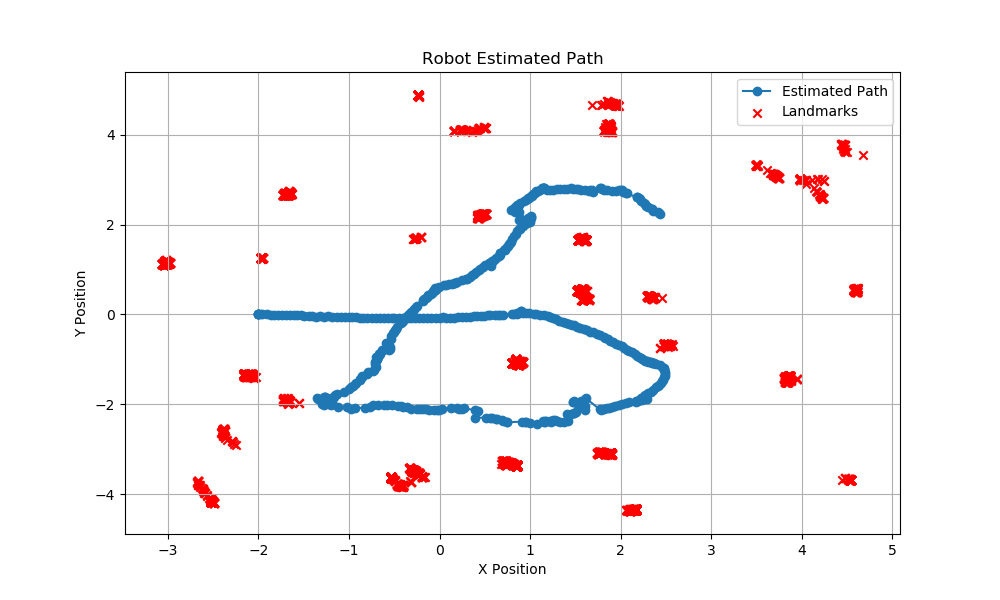 Robot Estimated Path
Estimated Path
Landmarks
Y Position
4
2
0
−2
−4
−3
−2
−1
0
1
2
3
4
5
X Position